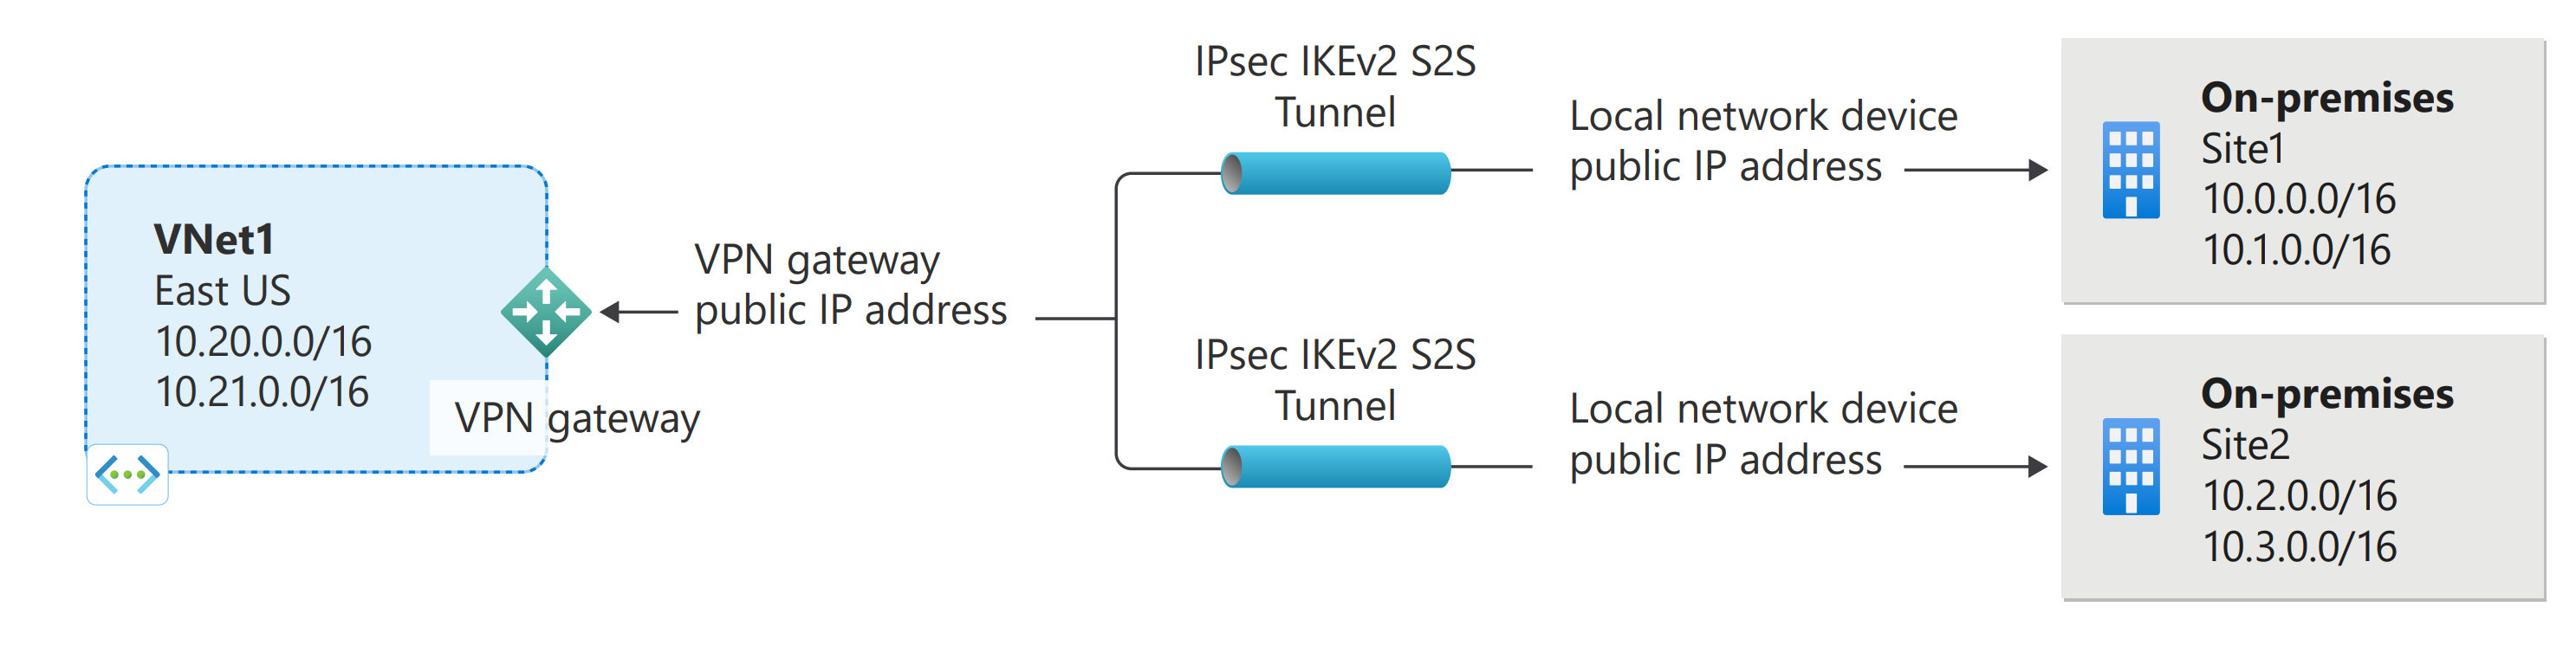 VNet1
East US
10.20.0.0/16
10.21.0.0/16
VPN gateway
VPN gateway
public IP address
IPsec IKEv2 S2S
Tunnel
Local network device
public IP address
On-premises
Site1
10.0.0.0/16
10.1.0.0/16
IPsec IKEv2 S2S
Tunnel
Local network device
public IP address
On-premises
Site2
10.2.0.0/16
10.3.0.0/16